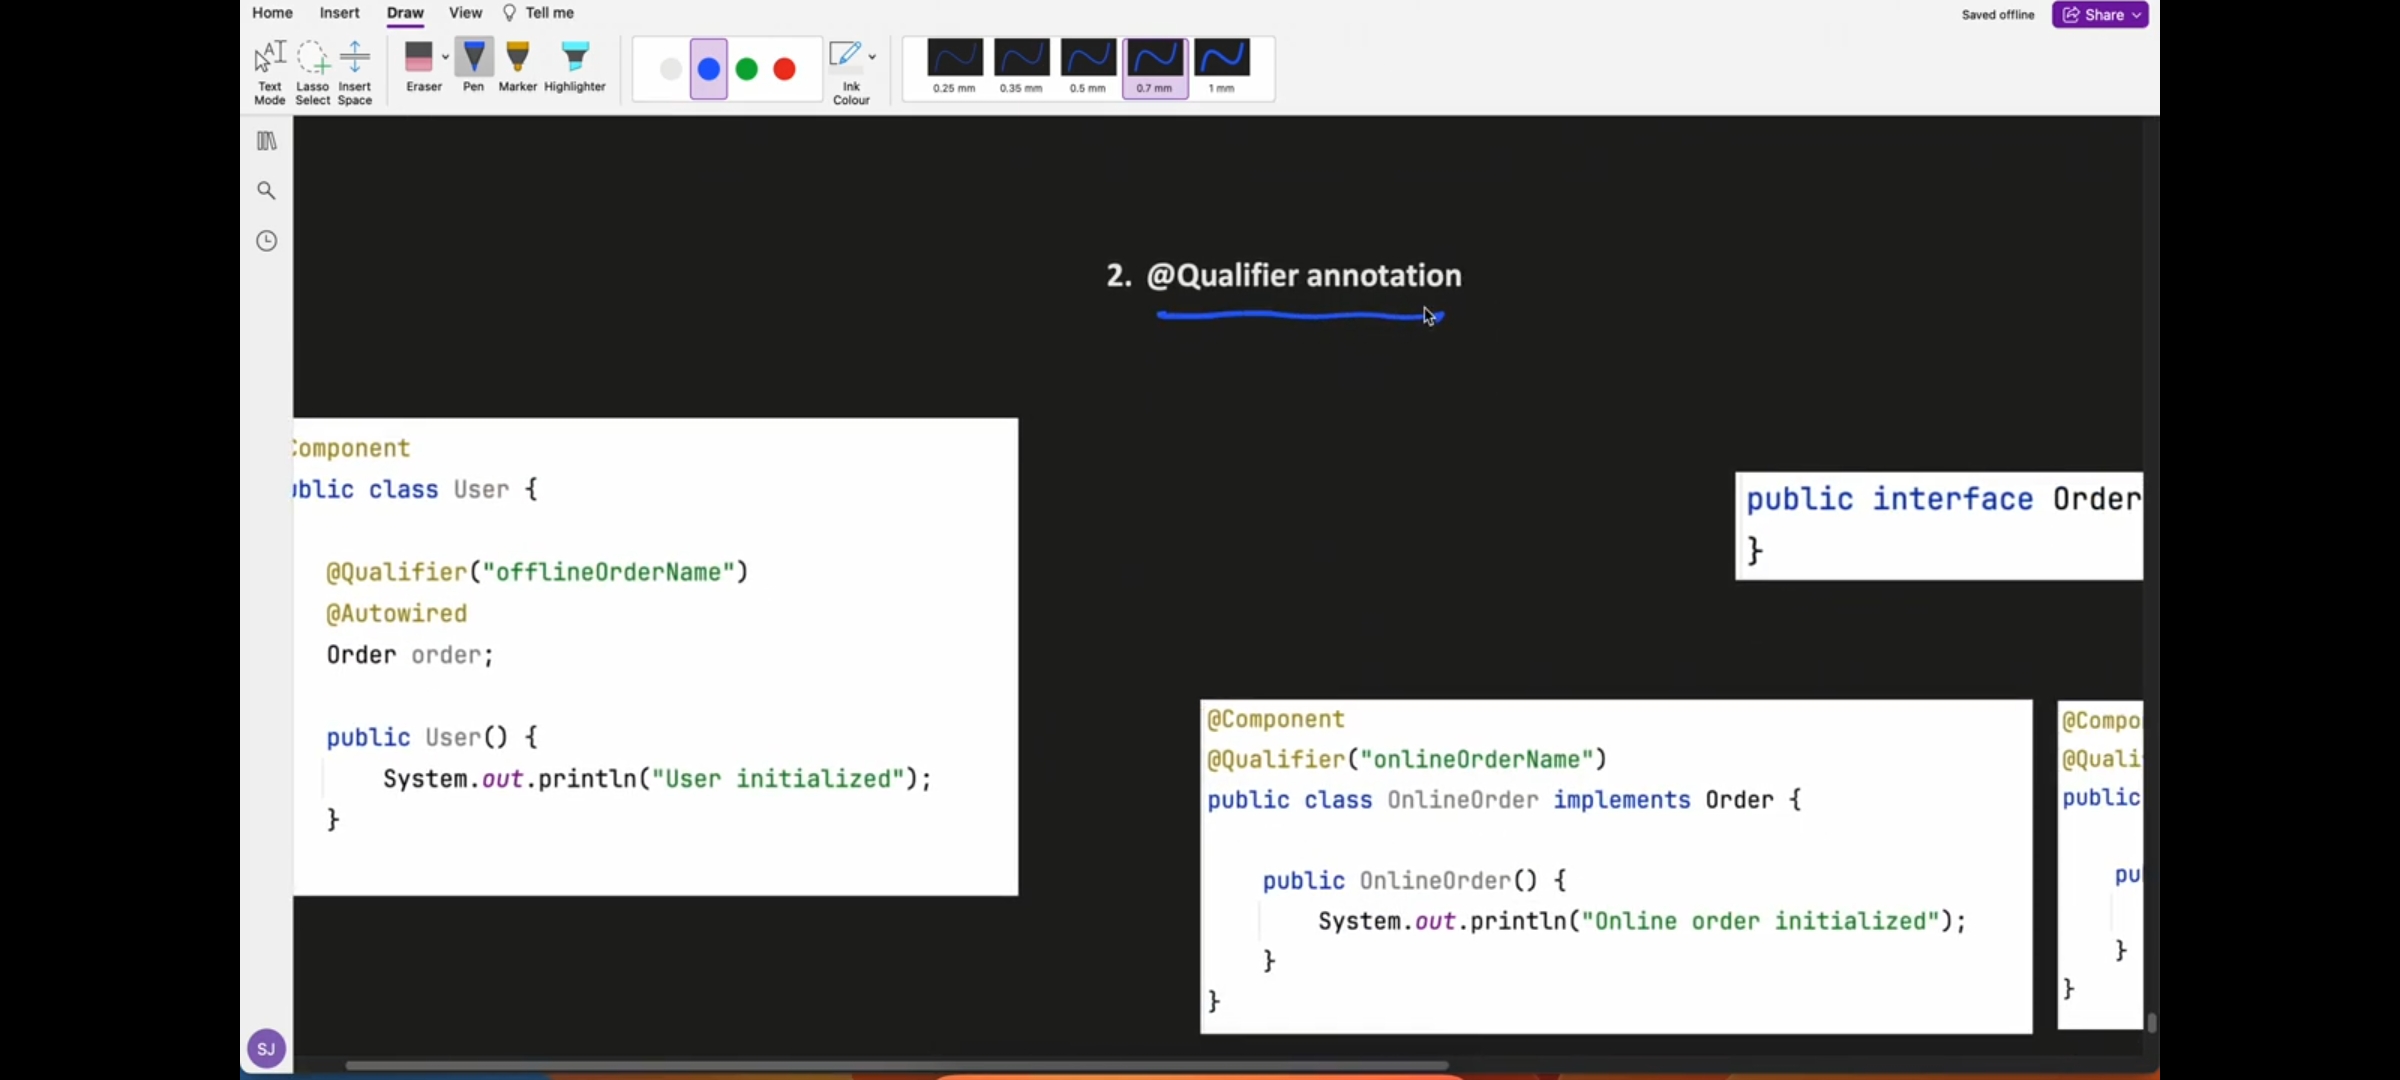 Home Insert Draw View Tell me
Saved offline
Share
Text Mode
Lasso Select
Insert Space
Eraser
Pen
Marker
Highlighter
Ink Colour
0.25 mm
0.35 mm
0.5 mm
0.7 mm
1 mm
2. @Qualifier annotation
Component
ublic class User {
@Qualifier("offlineOrderName")
@Autowired
Order order;
public User() {
System.out.println("User initialized");
}
public interface Order
}
@Component
@Qualifier("onlineOrderName")
public class OnlineOrder implements Order {
public OnlineOrder() {
System.out.println("Online order initialized");
}
}
@Compo
@Quali
public
pu
}
}
SJ